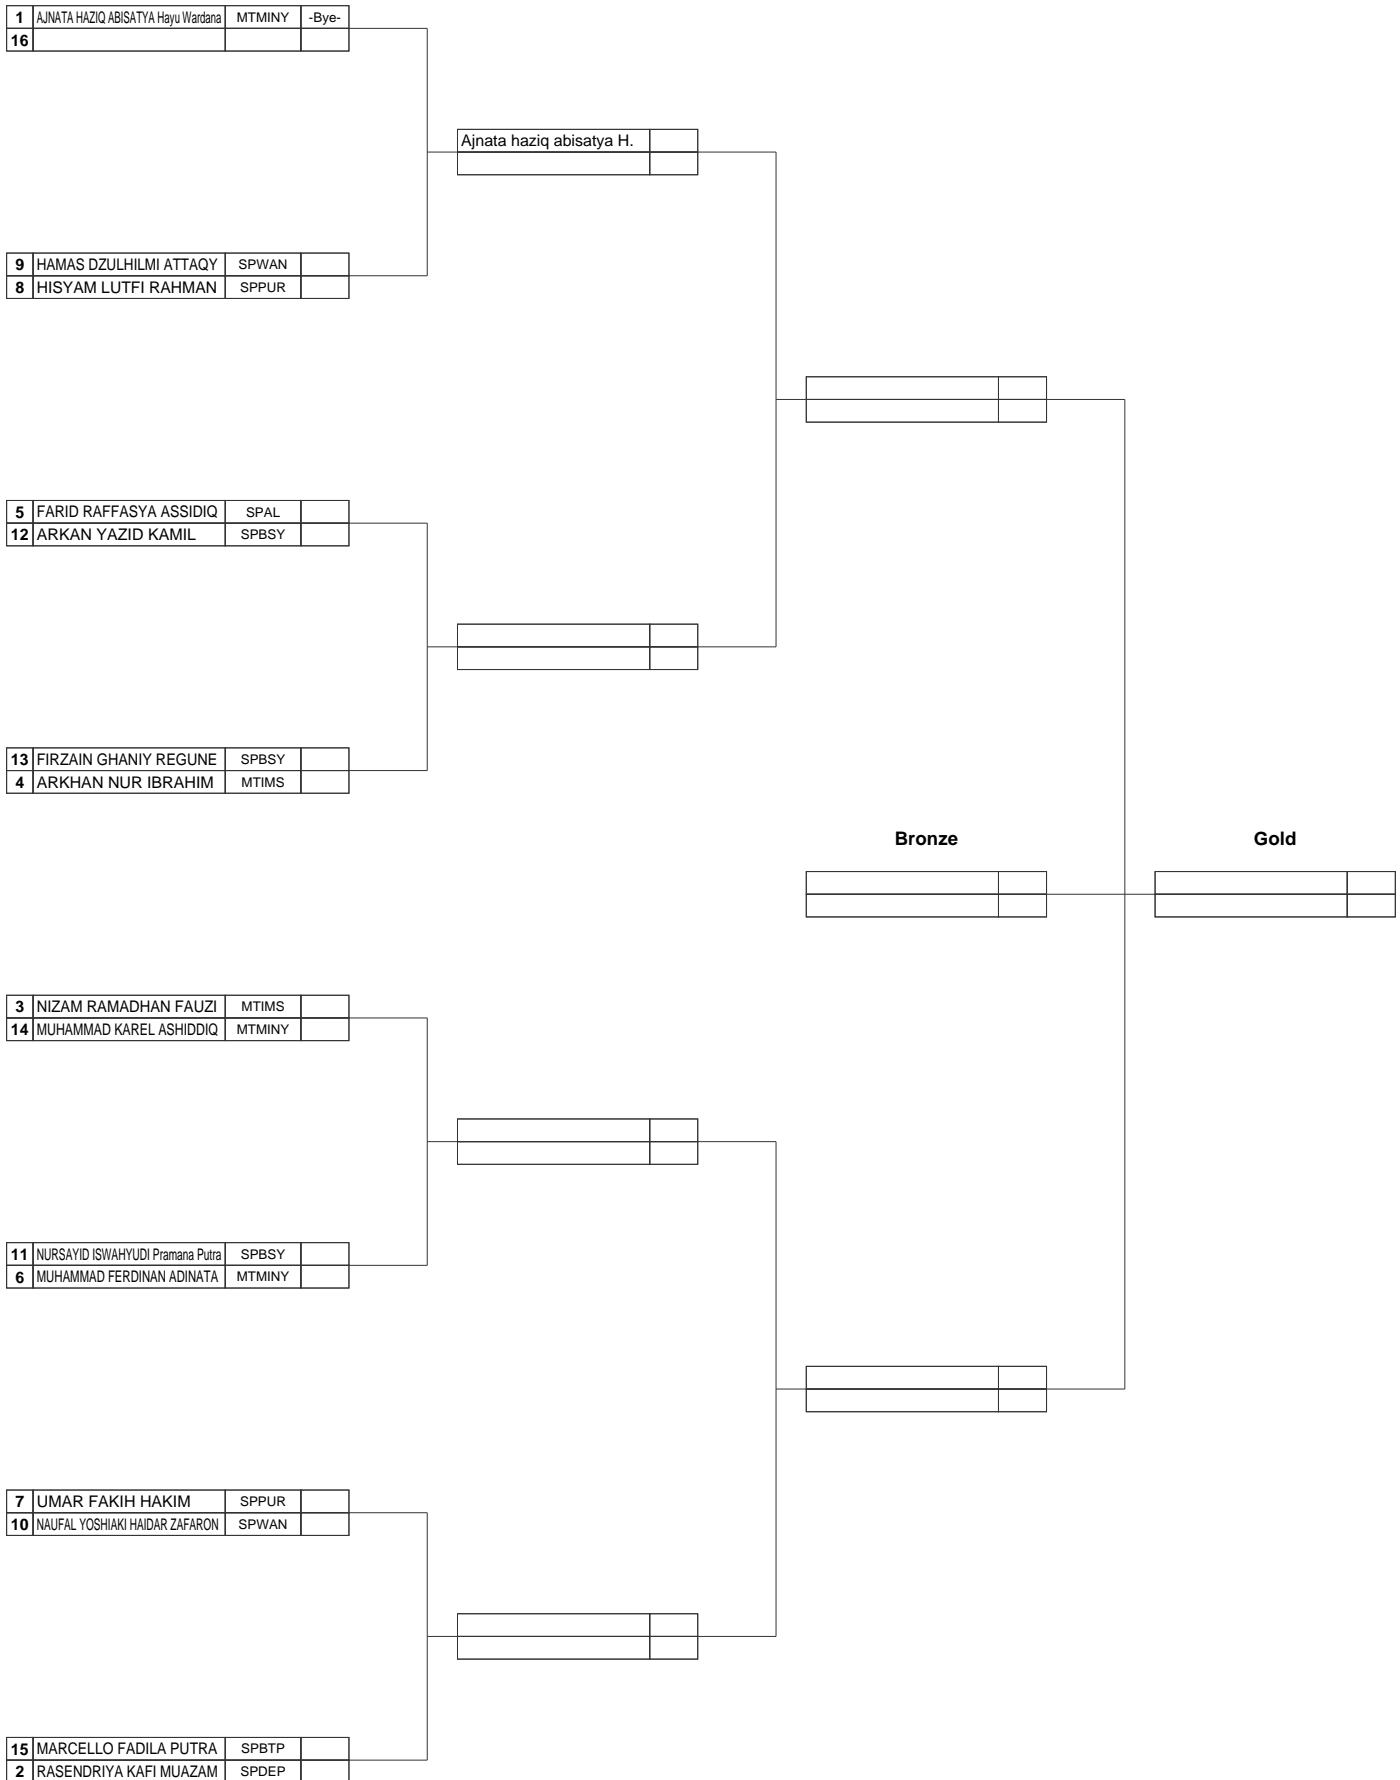 1 AJNATA HAZIQ ABISATYA Hayu Wardana MTMINY -Bye-
16
Ajnata haziq abisatya H.
9 HAMAS DZULHILMI ATTAQY SPWAN
8 HISYAM LUTFI RAHMAN SPPUR
5 FARID RAFFASYA ASSIDIQ SPAL
12 ARKAN YAZID KAMIL SPBSY
13 FIRZAIN GHANIY REGUNE SPBSY
4 ARKHAN NUR IBRAHIM MTIMS
Bronze Gold
3 NIZAM RAMADHAN FAUZI MTIMS
14 MUHAMMAD KAREL ASHIDDIQ MTMINY
11 NURSAYID ISWAHYUDI Pramana Putra SPBSY
6 MUHAMMAD FERDINAN ADINATA MTMINY
7 UMAR FAKIH HAKIM SPPUR
10 NAUFAL YOSHIAKI HAIDAR ZAFARON SPWAN
15 MARCELLO FADILA PUTRA SPBTP
2 RASENDRIYA KAFI MUAZAM SPDEP